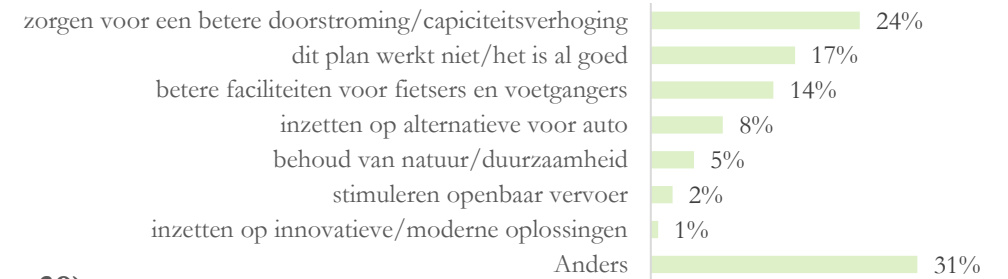 zorgen voor een betere doorstroming/capiciteitsverhoging 24%
dit plan werkt niet/het is al goed 17%
betere faciliteiten voor fietsers en voetgangers 14%
inzetten op alternatieve voor auto 8%
behoud van natuur/duurzaamheid 5%
stimuleren openbaar vervoer 2%
inzetten op innovatieve/moderne oplossingen 1%
Anders 31%